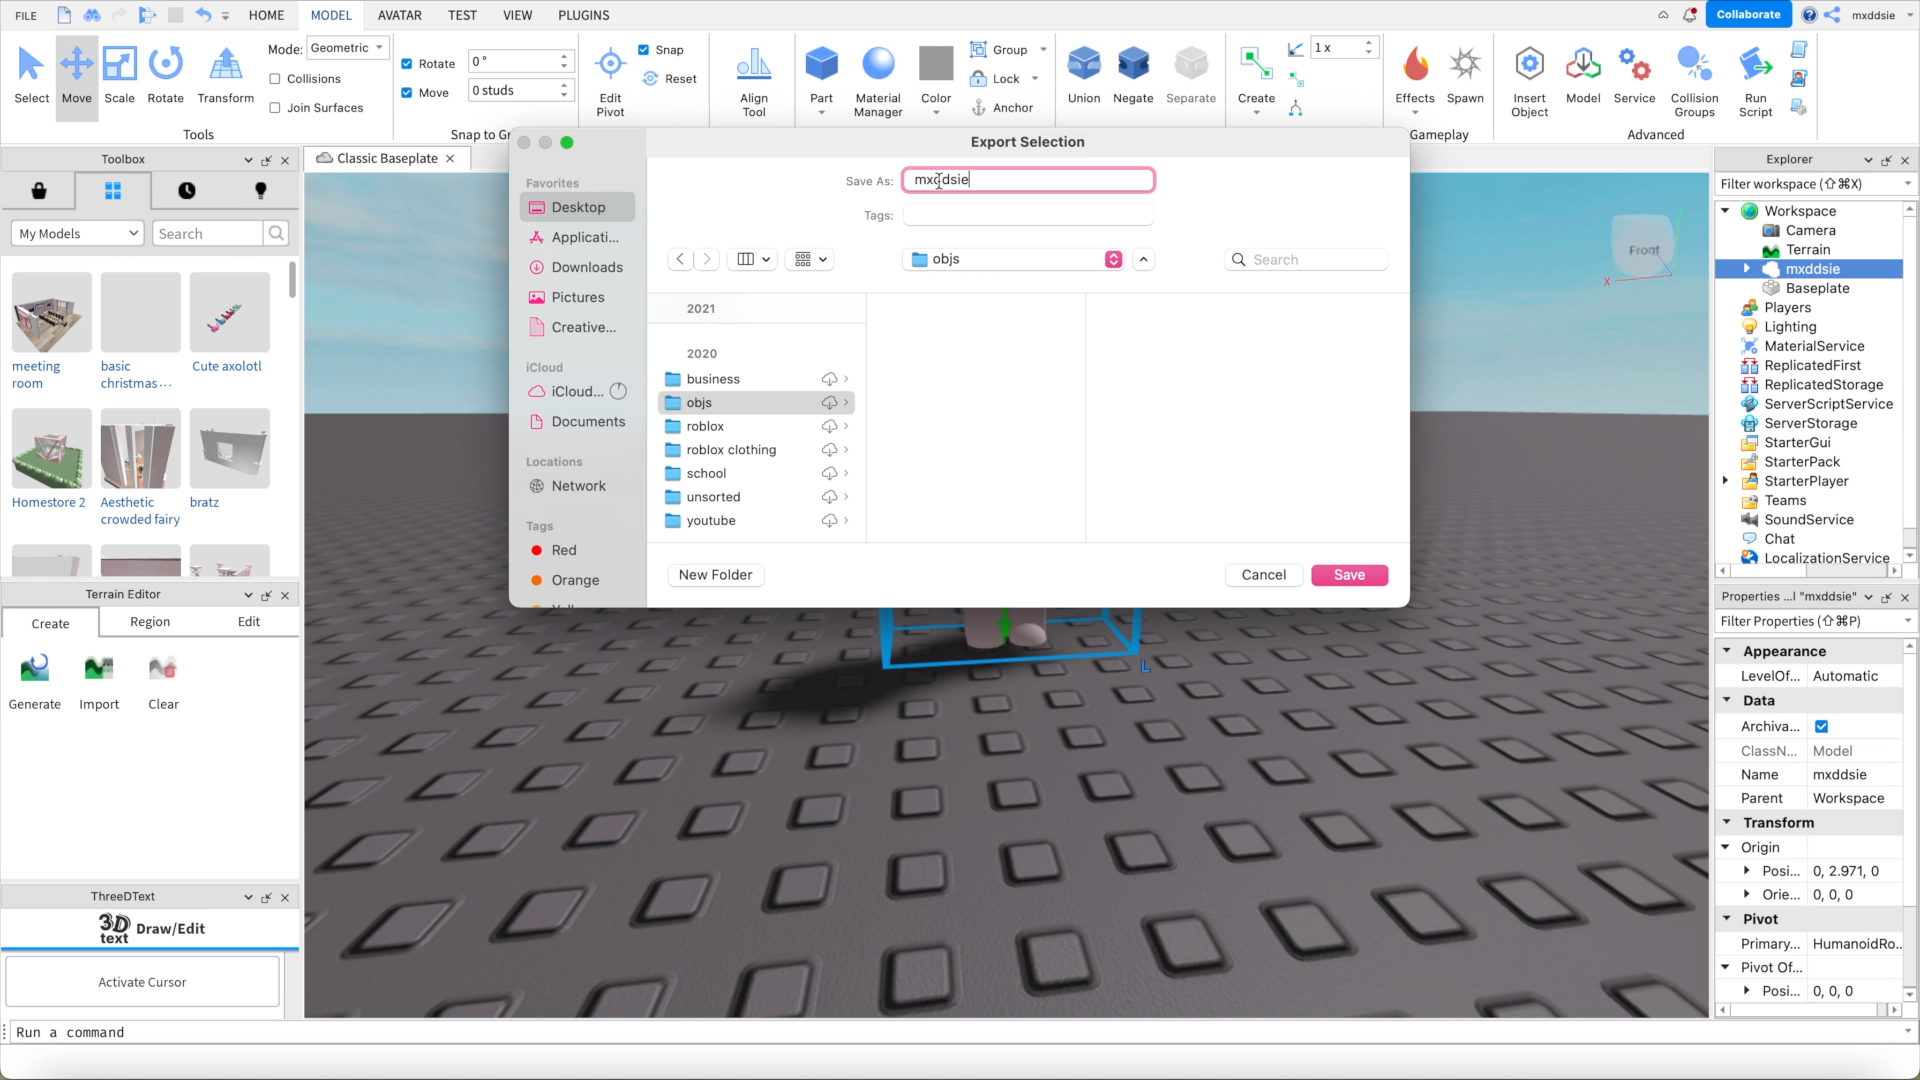 FILE HOME MODEL AVATAR TEST VIEW PLUGINS Collaborate mxddsie
Select Move Scale Rotate Transform
Mode: Geometric
Collisions
Join Surfaces
Tools
Rotate 0 °
Move 0 studs
Snap to Gr
Edit Pivot
Snap
Reset
Align Tool
Part
Material Manager
Color
Group
Lock
Anchor
Union Negate Separate
Create
1 x
Effects Spawn
Gameplay
Insert Object
Model
Service
Collision Groups
Run Script
Advanced
Toolbox
My Models
Search
meeting room
basic christmas...
Cute axolotl
Homestore 2
Aesthetic crowded fairy
bratz
Terrain Editor
Create Region Edit
Generate Import Clear
ThreeDText
3D text Draw/Edit
Activate Cursor
Run a command
Classic Baseplate
Export Selection
Save As: mxddsie
Tags:
objs
Search
Favorites
Desktop
Applicati...
Downloads
Pictures
Creative...
iCloud
iCloud...
Documents
Locations
Network
Tags
Red
Orange
2021
2020
business
objs
roblox
roblox clothing
school
unsorted
youtube
New Folder
Cancel
Save
Front
X
L
Explorer
Filter workspace (⇧⌘X)
Workspace
Camera
Terrain
mxddsie
Baseplate
Players
Lighting
MaterialService
ReplicatedFirst
ReplicatedStorage
ServerScriptService
ServerStorage
StarterGui
StarterPack
StarterPlayer
Teams
SoundService
Chat
LocalizationService
Properties ...l "mxddsie"
Filter Properties (⇧⌘P)
Appearance
LevelOf... Automatic
Data
Archiva...
ClassN... Model
Name mxddsie
Parent Workspace
Transform
Origin
Posi... 0, 2.971, 0
Orie... 0, 0, 0
Pivot
Primary... HumanoidRo..
Pivot Of...
Posi... 0, 0, 0